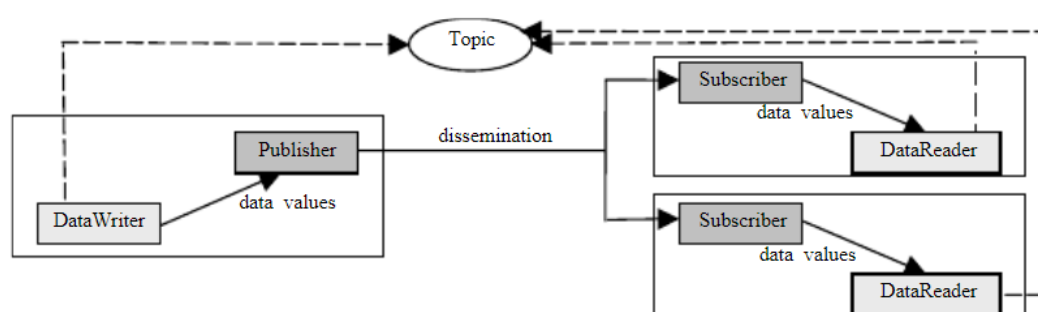 Topic
Subscriber
data values
DataReader
dissemination
Publisher
data values
DataWriter
Subscriber
data values
DataReader